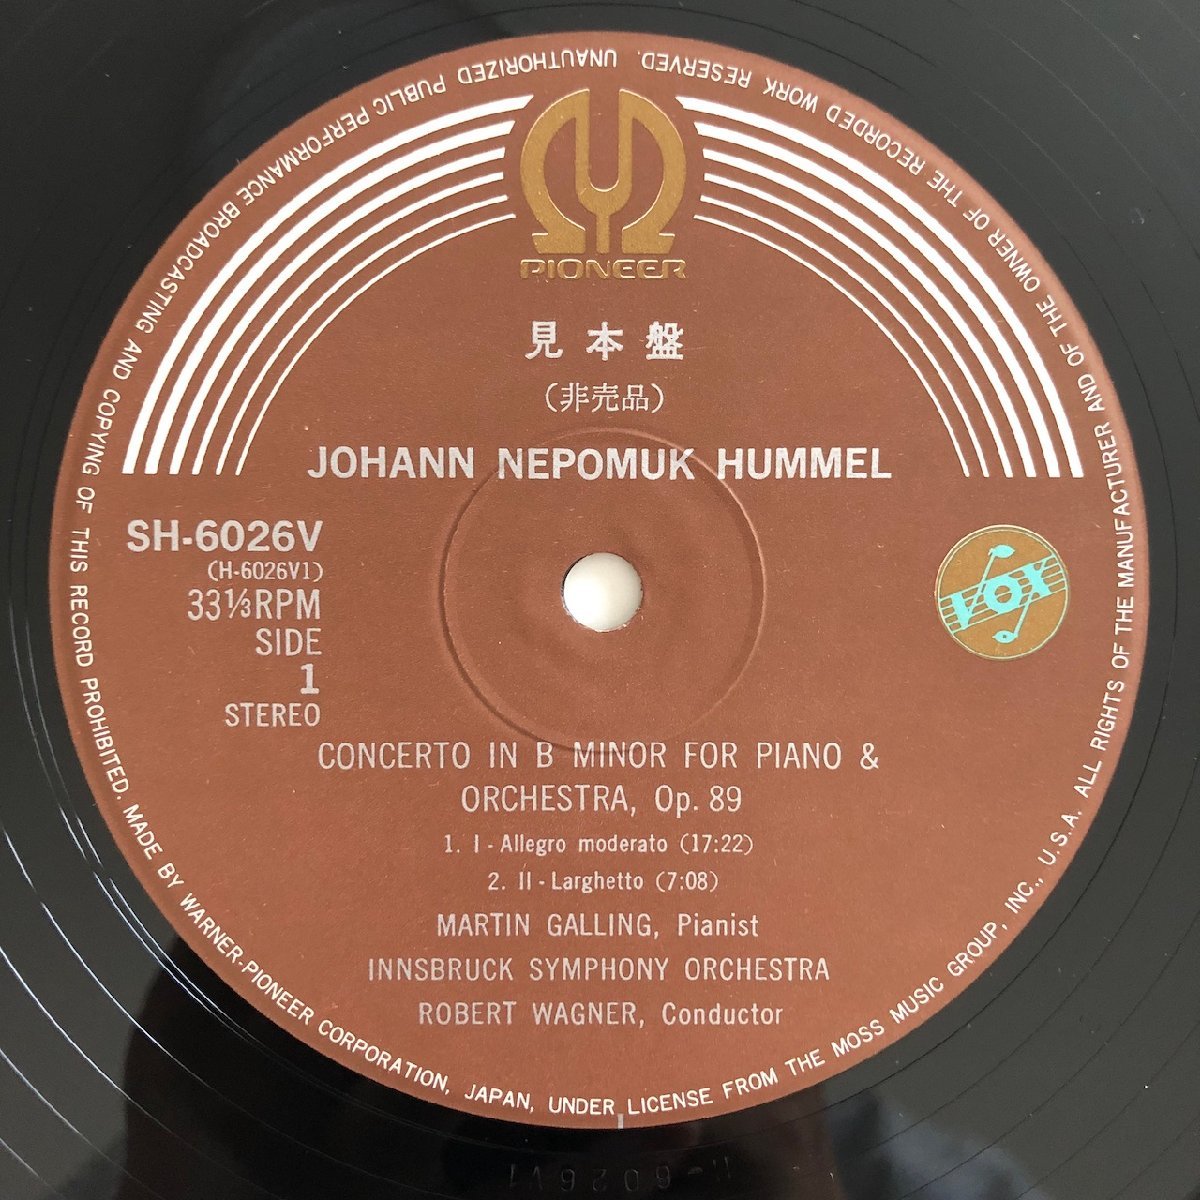 PIONEER
見本盤
(非売品)
JOHANN NEPOMUK HUMMEL
SH-6026V
(H-6026V1)
33⅓RPM
SIDE
1
STEREO
VOX
CONCERTO IN B MINOR FOR PIANO &
ORCHESTRA, Op. 89
1. I - Allegro moderato (17:22)
2. II - Larghetto (7:08)
MARTIN GALLING, Pianist
INNSBRUCK SYMPHONY ORCHESTRA
ROBERT WAGNER, Conductor
MADE BY WARNER-PIONEER CORPORATION, JAPAN, UNDER LICENSE FROM THE MOSS MUSIC GROUP, INC., U.S.A. ALL RIGHTS OF THE MANUFACTURER AND OF THE OWNER OF THE RECORDED WORK RESERVED. UNAUTHORIZED PUBLIC PERFORMANCE BROADCASTING AND COPYING OF THIS RECORD PROHIBITED.
H-6026V1